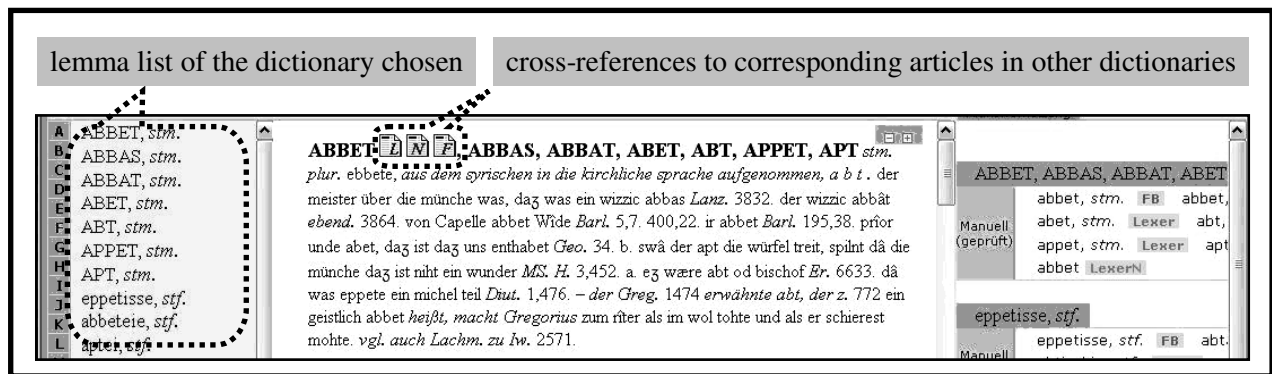 lemma list of the dictionary chosen
cross-references to corresponding articles in other dictionaries
A
B
C
D
E
F
G
H
I
J
K
L
ABBET, stm.
ABBAS, stm.
ABBAT, stm.
ABET, stm.
ABT, stm.
APPET, stm.
APT, stm.
eppetisse, stf.
abbeteie, stf.
aptei, stf.
ABBET L N F, ABBAS, ABBAT, ABET, ABT, APPET, APT stm.
plur. ebbete, aus dem syrischen in die kirchliche sprache aufgenommen, a b t . der
meister über die münche was, daʒ was ein wizzic abbas Lanz. 3832. der wizzic abbât
ebend. 3864. von Capelle abbet Wîde Barl. 5,7. 400,22. ir abbet Barl. 195,38. prîor
unde abet, daʒ ist daʒ uns enthabet Geo. 34. b. swâ der apt die würfel treit, spilnt dâ die
münche daʒ ist niht ein wunder MS. H. 3,452. a. eʒ wære abt od bischof Er. 6633. dâ
was eppete ein michel teil Diut. 1,476. – der Greg. 1474 erwähnte abt, der z. 772 ein
geistlich abbet heißt, macht Gregorius zum rîter als im wol tohte und als er schierest
mohte. vgl. auch Lachm. zu Iw. 2571.
ABBET, ABBAS, ABBAT, ABET
Manuell
(geprüft)
abbet, stm. FB abbet,
abet, stm. Lexer abt,
appet, stm. Lexer apt
abbet LexerN
eppetisse, stf.
Manuell
eppetisse, stf. FB abt.